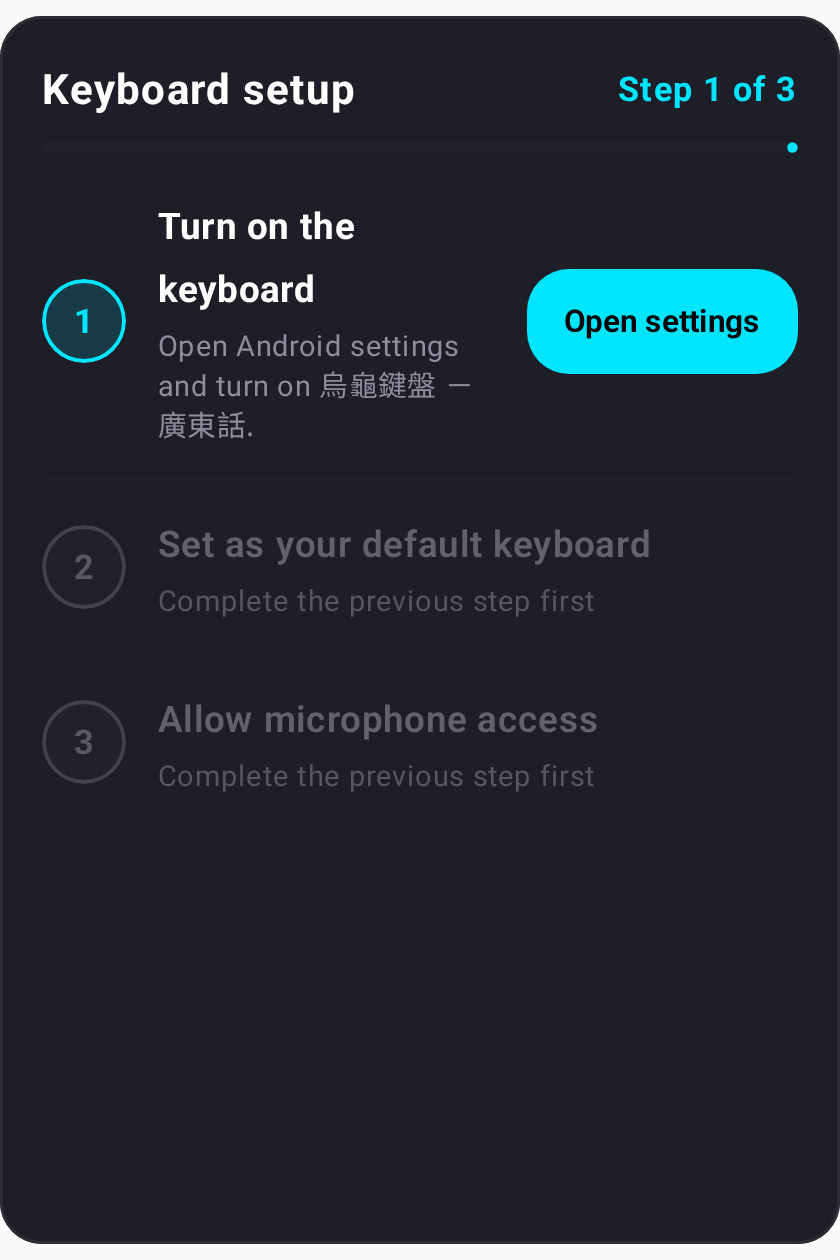 Keyboard setup
Step 1 of 3
1
Turn on the
keyboard
Open Android settings
and turn on 烏龜鍵盤 －
廣東話.
Open settings
2
Set as your default keyboard
Complete the previous step first
3
Allow microphone access
Complete the previous step first